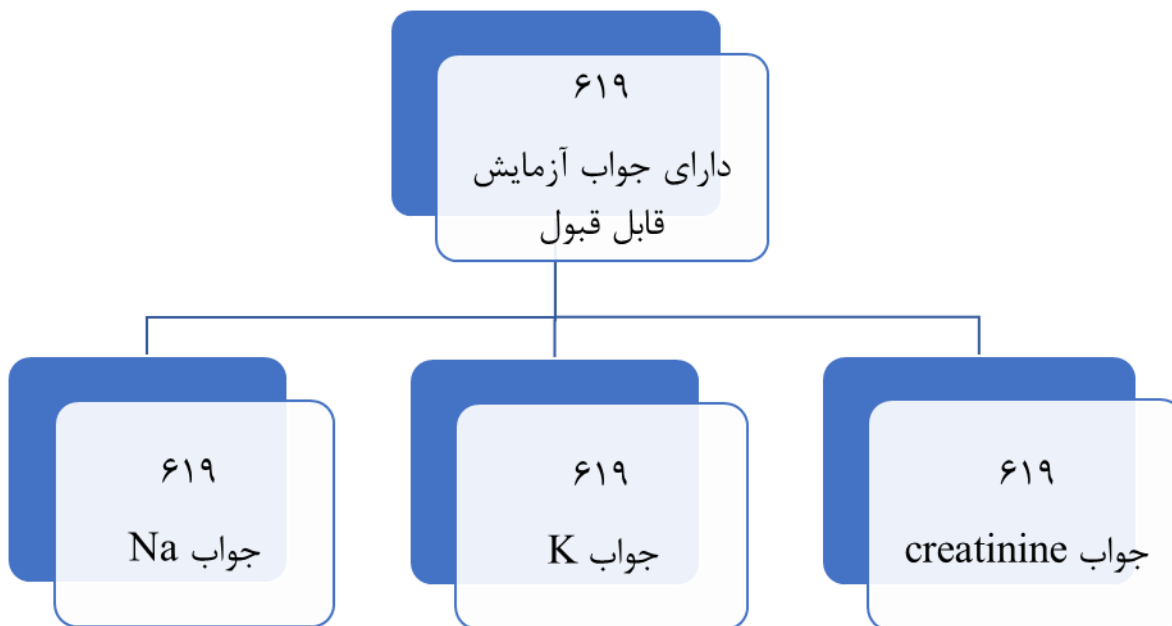 ۶۱۹
دارای جواب آزمایش
قابل قبول
۶۱۹
جواب creatinine
۶۱۹
جواب K
۶۱۹
جواب Na